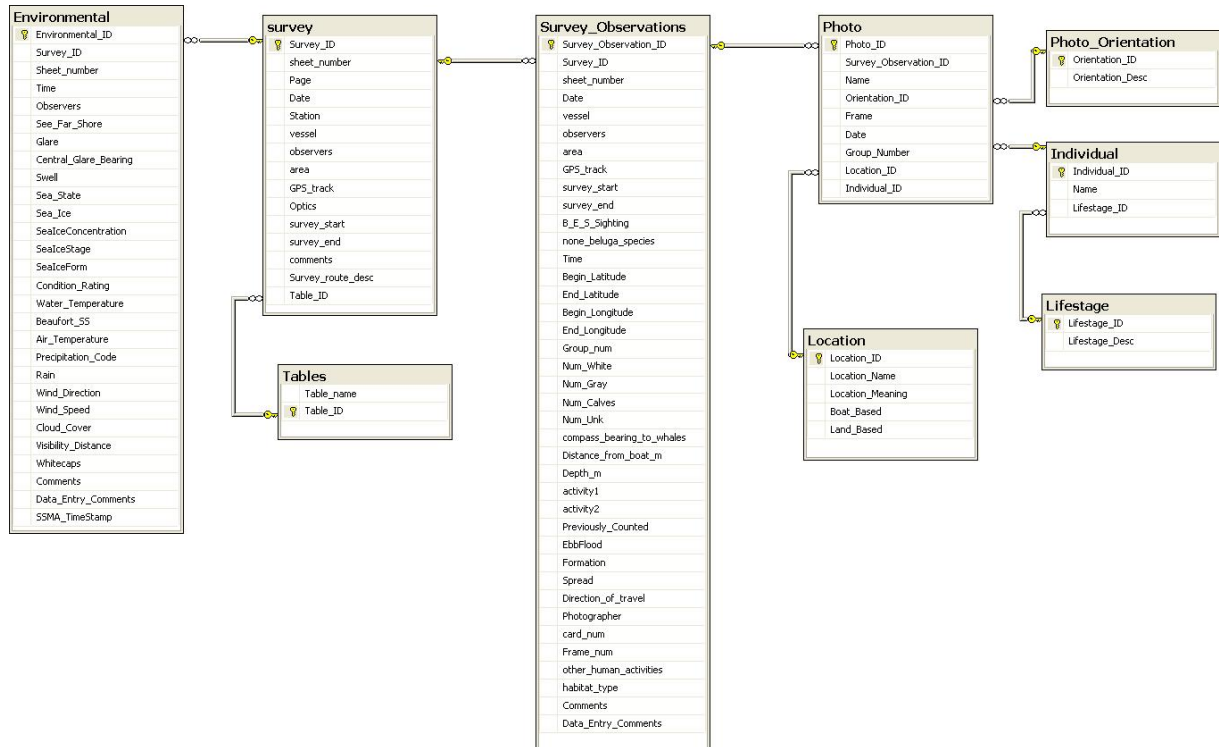 Environmental
Environmental_ID
Survey_ID
Sheet_number
Time
Observers
See_Far_Shore
Glare
Central_Glare_Bearing
Swell
Sea_State
Sea_Ice
SeaIceConcentration
SeaIceStage
SeaIceForm
Condition_Rating
Water_Temperature
Beaufort_SS
Air_Temperature
Precipitation_Code
Rain
Wind_Direction
Wind_Speed
Cloud_Cover
Visibility_Distance
Whitecaps
Comments
Data_Entry_Comments
SSMA_TimeStamp
survey
Survey_ID
sheet_number
Page
Date
Station
vessel
observers
area
GPS_track
Optics
survey_start
survey_end
comments
Survey_route_desc
Table_ID
Tables
Table_name
Table_ID
Survey_Observations
Survey_Observation_ID
Survey_ID
sheet_number
Date
vessel
observers
area
GPS_track
survey_start
survey_end
B_E_S_Sighting
none_beluga_species
Time
Begin_Latitude
End_Latitude
Begin_Longitude
End_Longitude
Group_num
Num_White
Num_Gray
Num_Calves
Num_Unk
compass_bearing_to_whales
Distance_from_boat_m
Depth_m
activity1
activity2
Previously_Counted
EbbFlood
Formation
Spread
Direction_of_travel
Photographer
card_num
Frame_num
other_human_activities
habitat_type
Comments
Data_Entry_Comments
Photo
Photo_ID
Survey_Observation_ID
Name
Orientation_ID
Frame
Date
Group_Number
Location_ID
Individual_ID
Photo_Orientation
Orientation_ID
Orientation_Desc
Individual
Individual_ID
Name
Lifestage_ID
Lifestage
Lifestage_ID
Lifestage_Desc
Location
Location_ID
Location_Name
Location_Meaning
Boat_Based
Land_Based